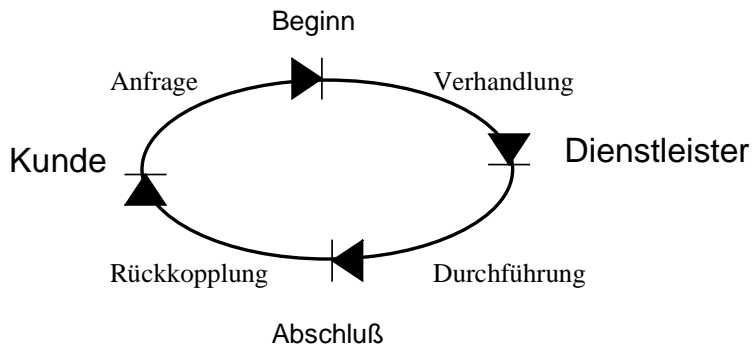 Beginn
Anfrage
Verhandlung
Kunde
Dienstleister
Rückkopplung
Durchführung
Abschluß